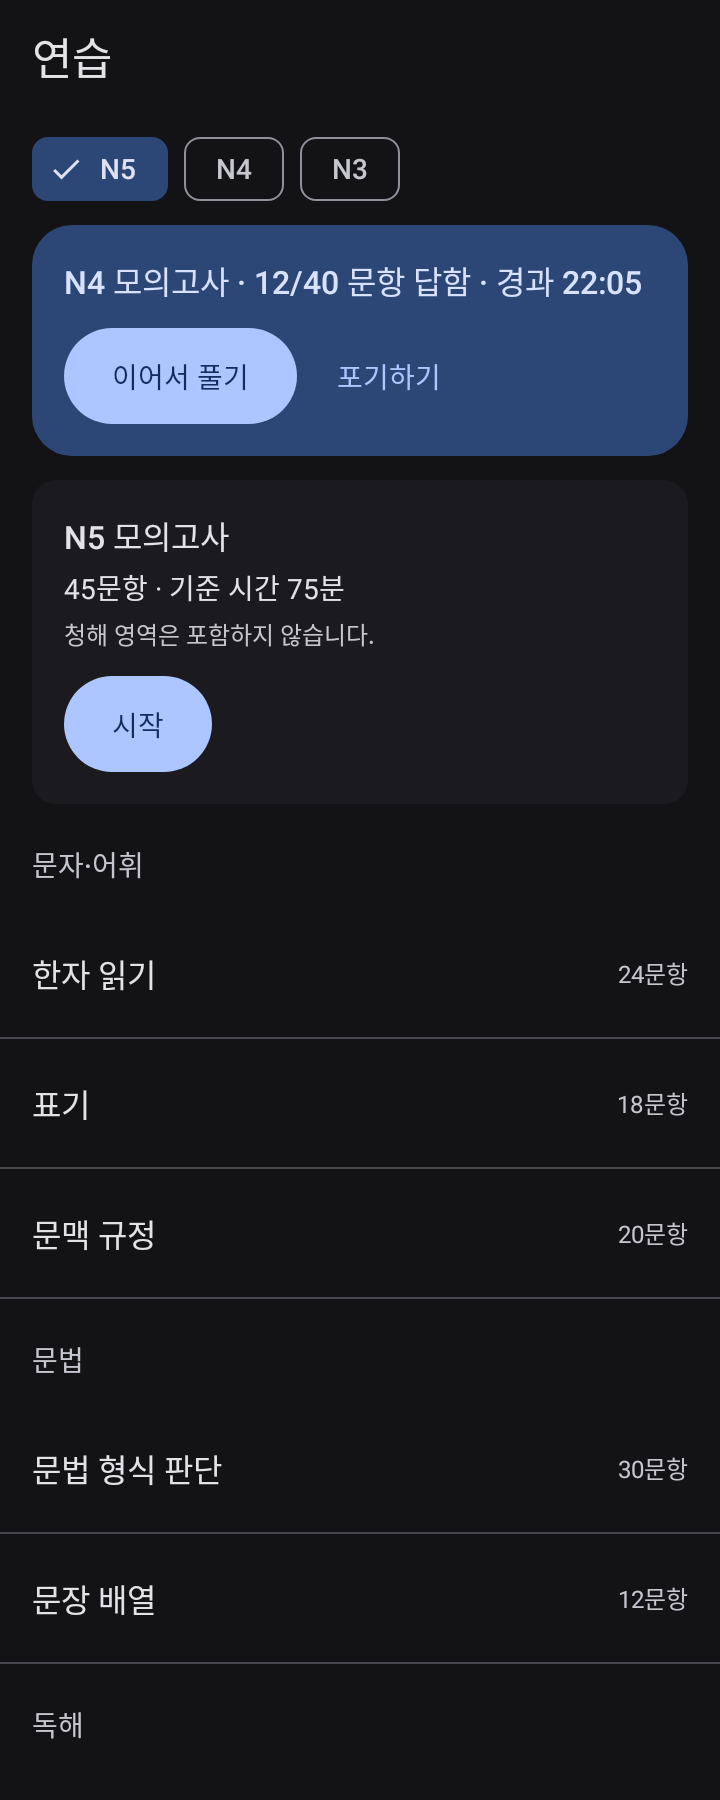 연습
N5
N4
N3
N4 모의고사 · 12/40 문항 답함 · 경과 22:05
이어서 풀기
포기하기
N5 모의고사
45문항 · 기준 시간 75분
청해 영역은 포함하지 않습니다.
시작
문자·어휘
한자 읽기
24문항
표기
18문항
문맥 규정
20문항
문법
문법 형식 판단
30문항
문장 배열
12문항
독해